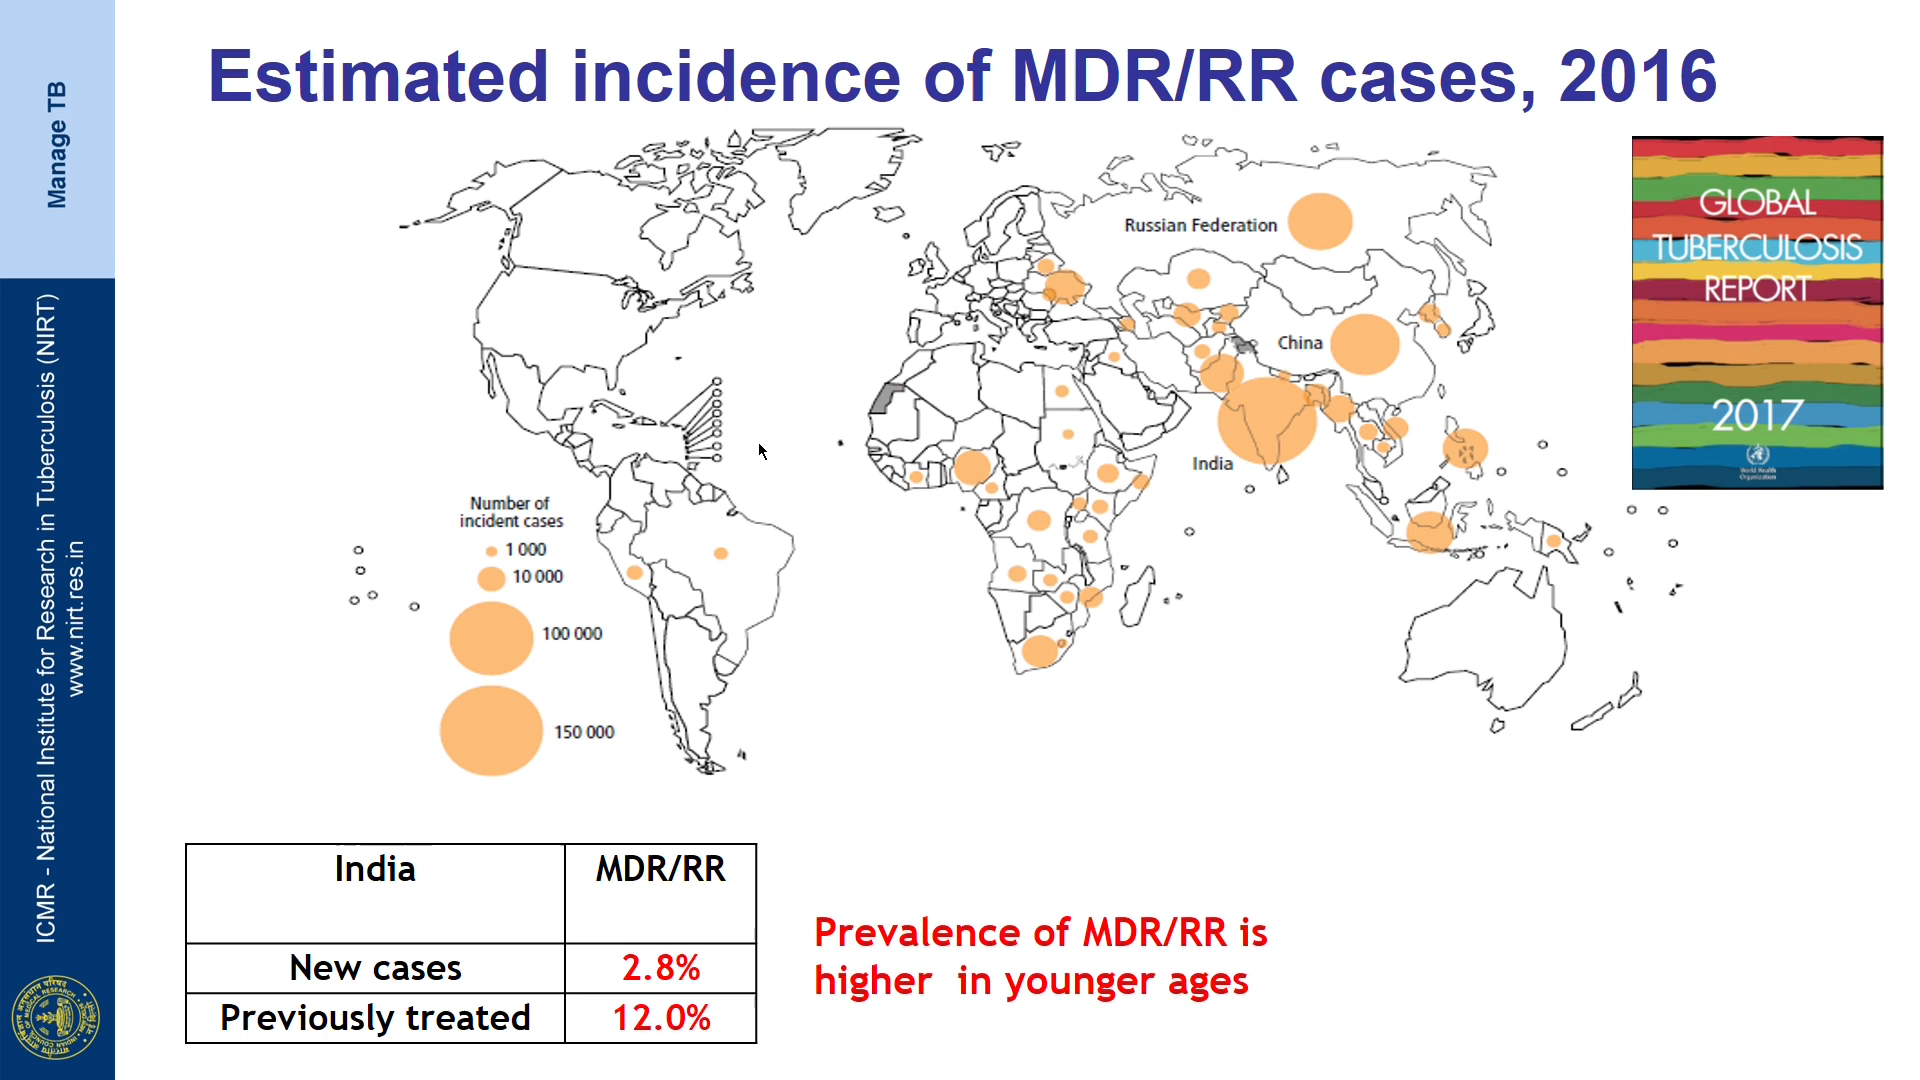 Manage TB
ICMR - National Institute for Research in Tuberculosis (NIRT)
www.nirt.res.in
Estimated incidence of MDR/RR cases, 2016
Russian Federation
China
India
Number of
incident cases
1 000
10 000
100 000
150 000
GLOBAL
TUBERCULOSIS
REPORT
2017
World Health
Organization
India MDR/RR
New cases 2.8%
Previously treated 12.0%
Prevalence of MDR/RR is
higher in younger ages